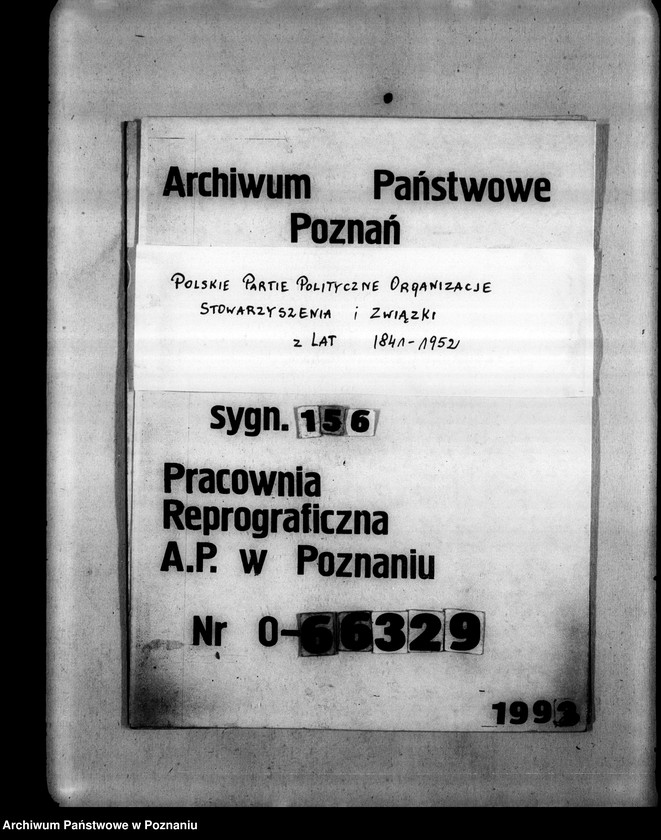 Archiwum Państwowe
Poznań
POLSKIE PARTIE POLITYCZNE ORGANIZACJE
STOWARZYSZENIA i ZWIĄZKI
z LAT 1841-1952
sygn. 156
Pracownia
Reprograficzna
A.P. w Poznaniu
Nr O-66329
1993
Archiwum Państwowe w Poznaniu